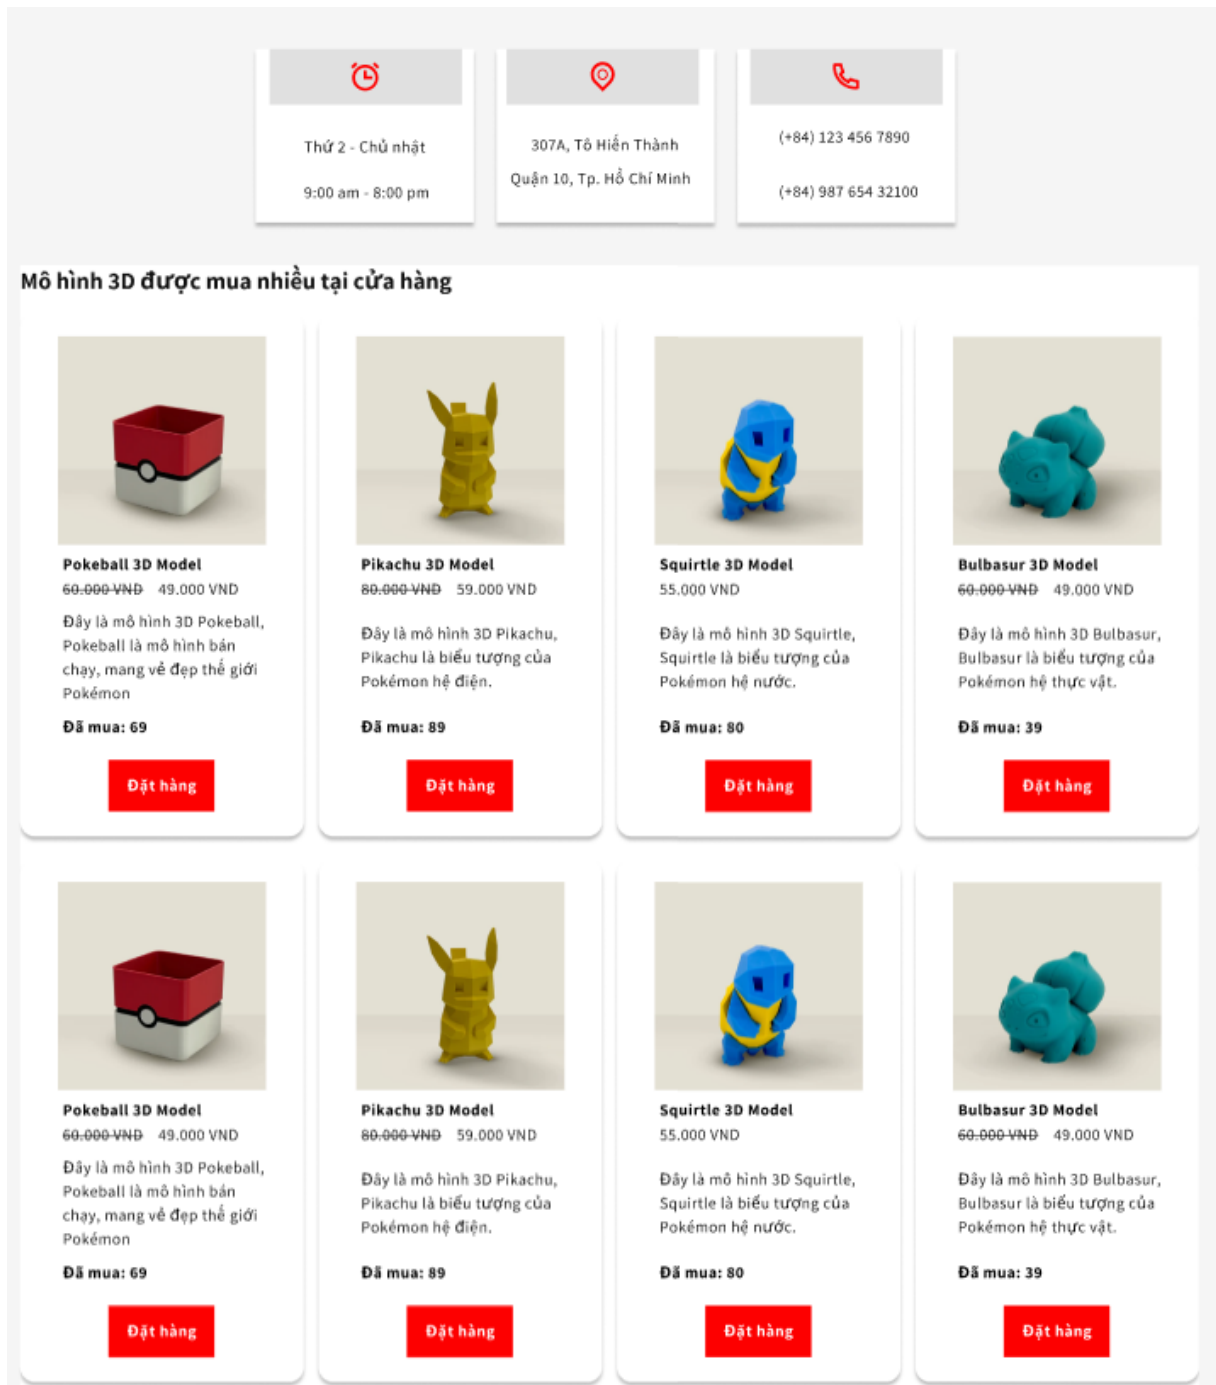 Thứ 2 - Chủ nhật
9:00 am - 8:00 pm
307A, Tô Hiến Thành
Quận 10, Tp. Hồ Chí Minh
(+84) 123 456 7890
(+84) 987 654 32100
Mô hình 3D được mua nhiều tại cửa hàng
Pokeball 3D Model
60.000 VND 49.000 VND
Đây là mô hình 3D Pokeball,
Pokeball là mô hình bán
chạy, mang vẻ đẹp thế giới
Pokémon
Đã mua: 69
Đặt hàng
Pikachu 3D Model
80.000 VND 59.000 VND
Đây là mô hình 3D Pikachu,
Pikachu là biểu tượng của
Pokémon hệ điện.
Đã mua: 89
Đặt hàng
Squirtle 3D Model
55.000 VND
Đây là mô hình 3D Squirtle,
Squirtle là biểu tượng của
Pokémon hệ nước.
Đã mua: 80
Đặt hàng
Bulbasur 3D Model
60.000 VND 49.000 VND
Đây là mô hình 3D Bulbasur,
Bulbasur là biểu tượng của
Pokémon hệ thực vật.
Đã mua: 39
Đặt hàng
Pokeball 3D Model
60.000 VND 49.000 VND
Đây là mô hình 3D Pokeball,
Pokeball là mô hình bán
chạy, mang vẻ đẹp thế giới
Pokémon
Đã mua: 69
Đặt hàng
Pikachu 3D Model
80.000 VND 59.000 VND
Đây là mô hình 3D Pikachu,
Pikachu là biểu tượng của
Pokémon hệ điện.
Đã mua: 89
Đặt hàng
Squirtle 3D Model
55.000 VND
Đây là mô hình 3D Squirtle,
Squirtle là biểu tượng của
Pokémon hệ nước.
Đã mua: 80
Đặt hàng
Bulbasur 3D Model
60.000 VND 49.000 VND
Đây là mô hình 3D Bulbasur,
Bulbasur là biểu tượng của
Pokémon hệ thực vật.
Đã mua: 39
Đặt hàng